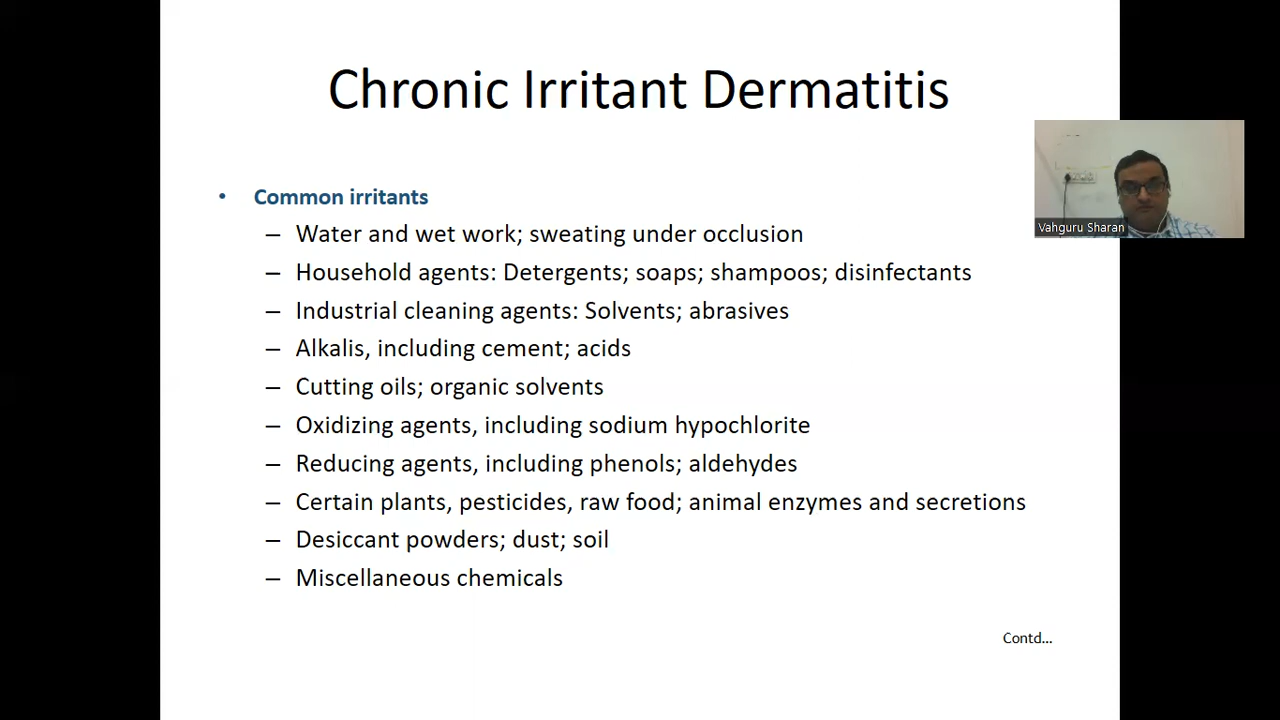 Chronic Irritant Dermatitis
• Common irritants
– Water and wet work; sweating under occlusion
– Household agents: Detergents; soaps; shampoos; disinfectants
– Industrial cleaning agents: Solvents; abrasives
– Alkalis, including cement; acids
– Cutting oils; organic solvents
– Oxidizing agents, including sodium hypochlorite
– Reducing agents, including phenols; aldehydes
– Certain plants, pesticides, raw food; animal enzymes and secretions
– Desiccant powders; dust; soil
– Miscellaneous chemicals
Contd...
Vahguru Sharan